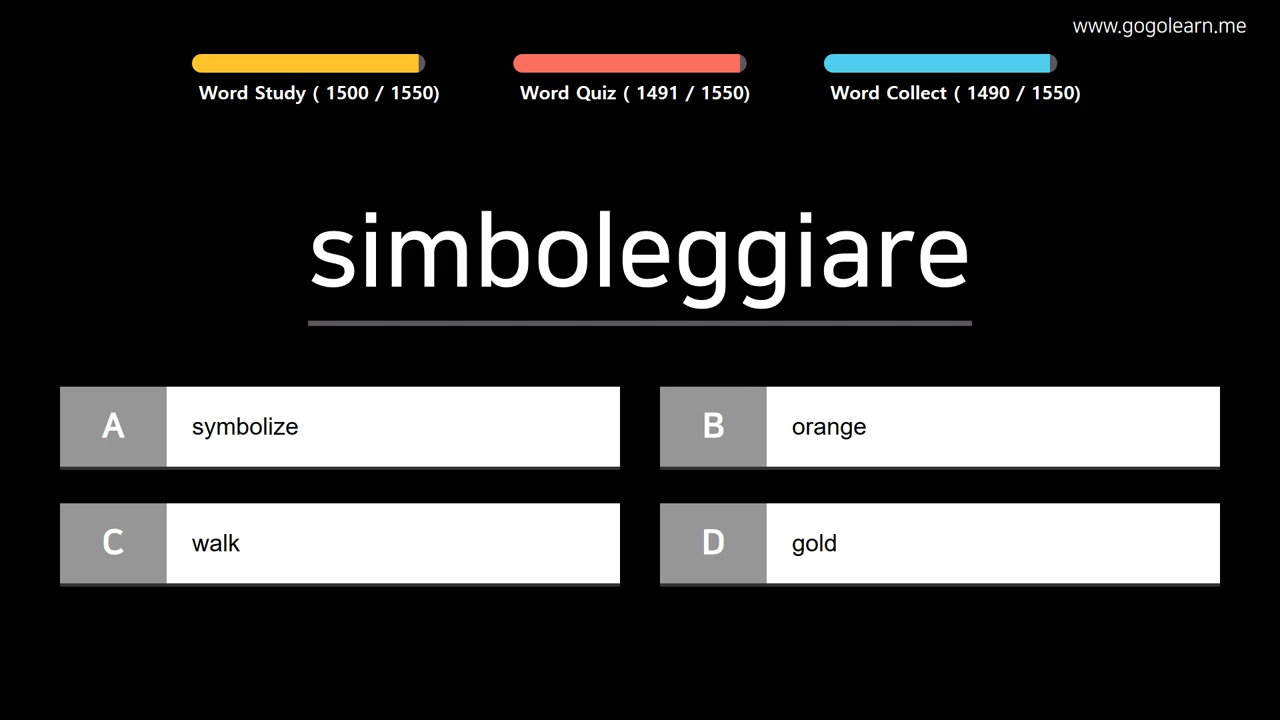 www.gogolearn.me
Word Study ( 1500 / 1550)
Word Quiz ( 1491 / 1550)
Word Collect ( 1490 / 1550)
simboleggiare
A symbolize
B orange
C walk
D gold